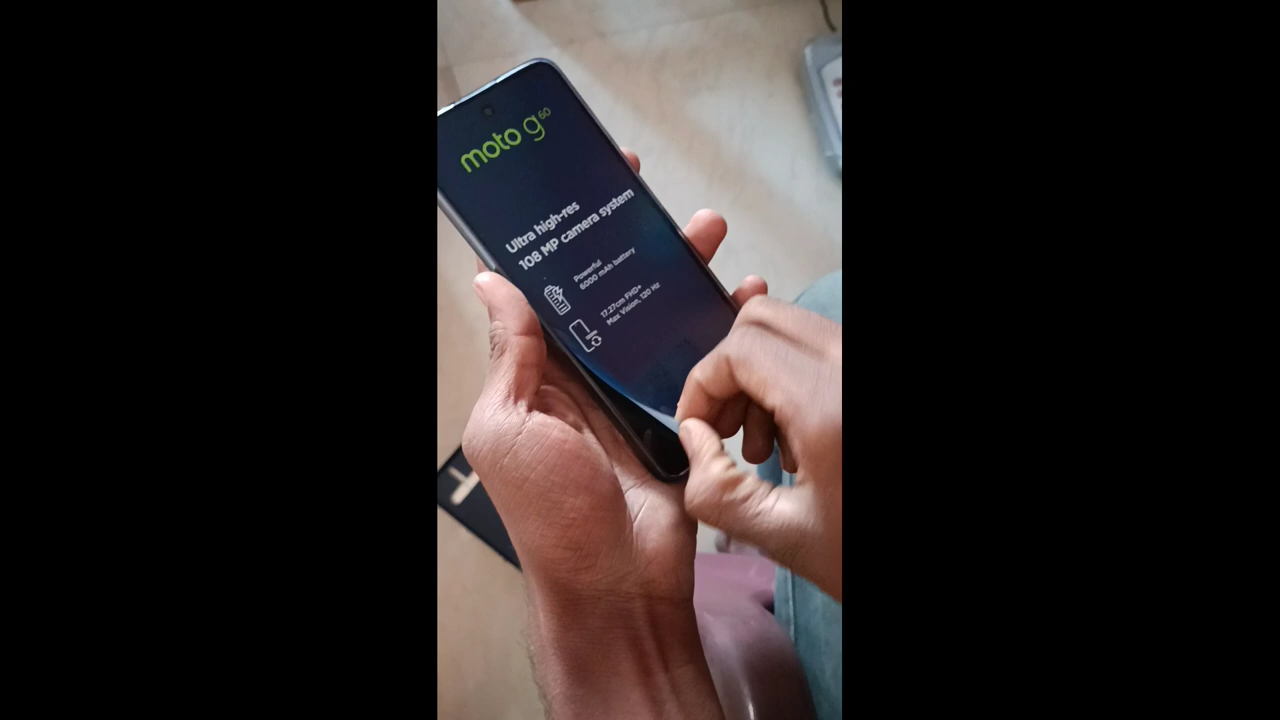 moto g60
Ultra high-res
108 MP camera system
Powerful
6000 mAh battery
17.27cm FHD+
Max Vision, 120 Hz